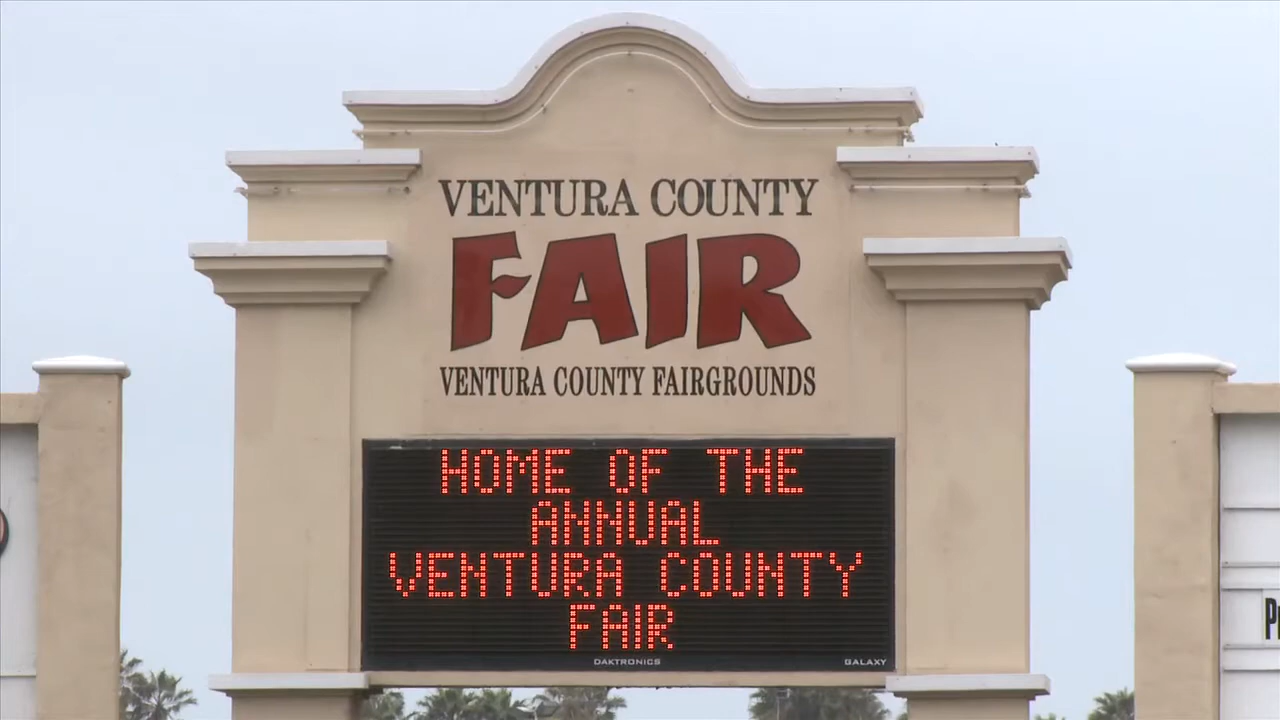 VENTURA COUNTY
FAIR
VENTURA COUNTY FAIRGROUNDS
HOME OF THE
ANNUAL
VENTURA COUNTY
FAIR
DAKTRONICS GALAXY